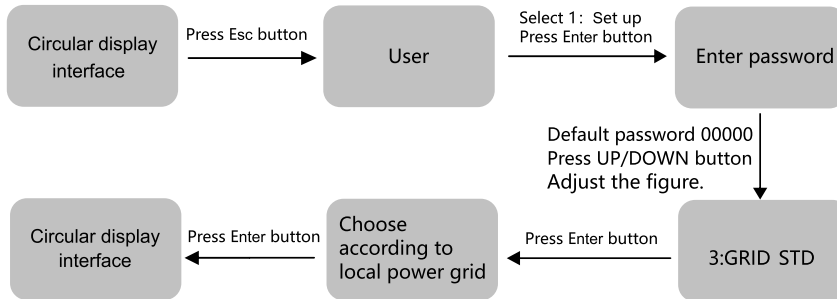 Circular display
interface
Press Esc button
User
Select 1: Set up
Press Enter button
Enter password
Default password 00000
Press UP/DOWN button
Adjust the figure.
3:GRID STD
Press Enter button
Choose
according to
local power grid
Press Enter button
Circular display
interface